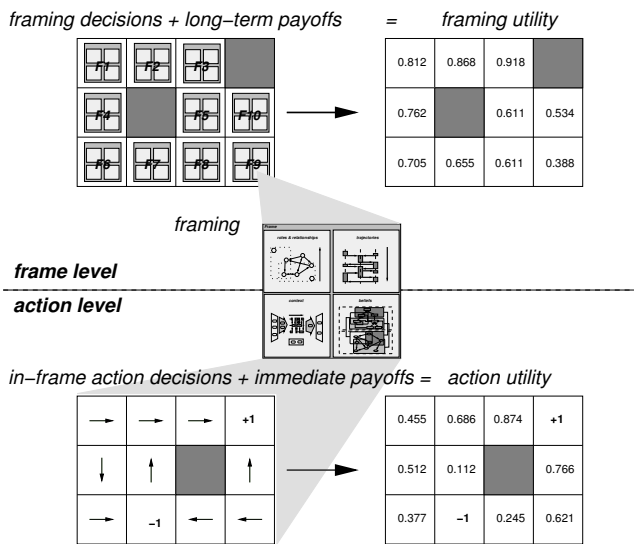 framing decisions + long−term payoffs = framing utility
F1 F2 F3 0.812 0.868 0.918
F4 F5 F10 0.762 0.611 0.534
F6 F7 F8 F9 0.705 0.655 0.611 0.388
framing
Frame
roles & relationships trajectories
frame level
action level
context beliefs
in−frame action decisions + immediate payoffs = action utility
+1 0.455 0.686 0.874 +1
0.512 0.112 0.766
−1 0.377 −1 0.245 0.621